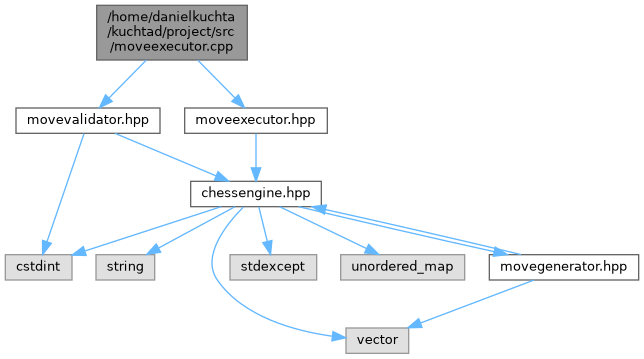 /home/danielkuchta
/kuchtad/project/src
/moveexecutor.cpp
movevalidator.hpp
moveexecutor.hpp
chessengine.hpp
cstdint
string
stdexcept
unordered_map
movegenerator.hpp
vector